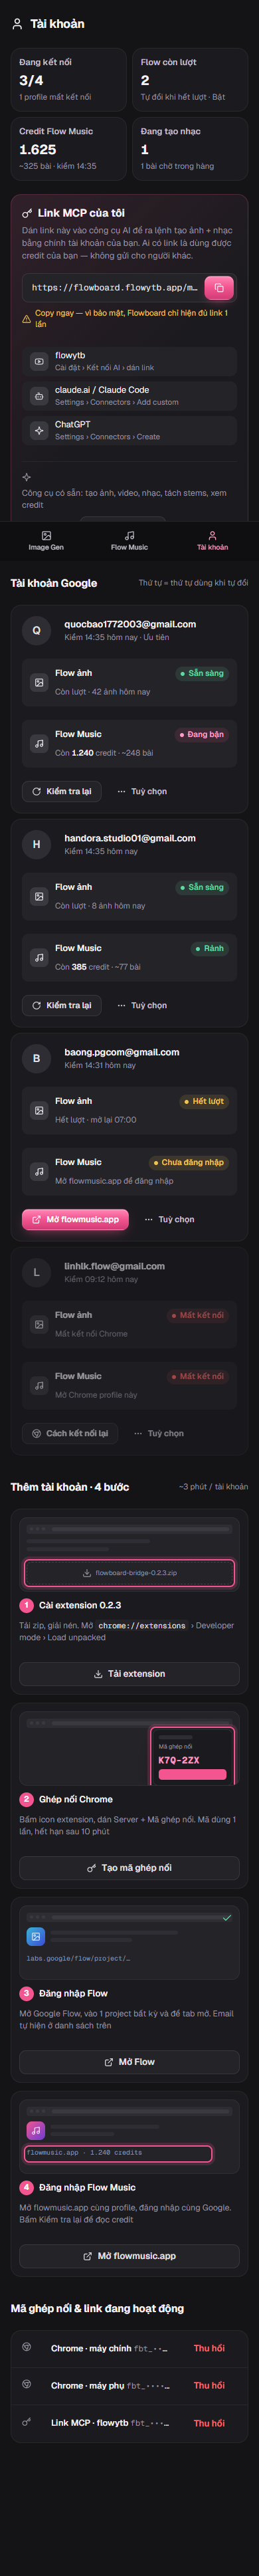 Tài khoản
Đang kết nối
3/4
1 profile mất kết nối
Flow còn lượt
2
Tự đổi khi hết lượt · Bật
Credit Flow Music
1.625
~325 bài · kiểm 14:35
Đang tạo nhạc
1
1 bài chờ trong hàng
Link MCP của tôi
Dán link này vào công cụ AI để ra lệnh tạo ảnh + nhạc
bằng chính tài khoản của bạn. Ai có link là dùng được
credit của bạn — không gửi cho người khác.
https://flowboard.flowytb.app/m…
Copy ngay — vì bảo mật, Flowboard chỉ hiện đủ link 1
lần
flowytb
Cài đặt › Kết nối AI › dán link
claude.ai / Claude Code
Settings › Connectors › Add custom
ChatGPT
Settings › Connectors › Create
Công cụ có sẵn: tạo ảnh, video, nhạc, tách stems, xem
credit
Image Gen
Flow Music
Tài khoản
Tài khoản Google
Thứ tự = thứ tự dùng khi tự đổi
Q
quocbao1772003@gmail.com
Kiểm 14:35 hôm nay · Ưu tiên
Flow ảnh
Sẵn sàng
Còn lượt · 42 ảnh hôm nay
Flow Music
Đang bận
Còn 1.240 credit · ~248 bài
Kiểm tra lại
Tuỳ chọn
H
handora.studio01@gmail.com
Kiểm 14:35 hôm nay
Flow ảnh
Sẵn sàng
Còn lượt · 8 ảnh hôm nay
Flow Music
Rảnh
Còn 385 credit · ~77 bài
Kiểm tra lại
Tuỳ chọn
B
baong.pgcom@gmail.com
Kiểm 14:31 hôm nay
Flow ảnh
Hết lượt
Hết lượt · mở lại 07:00
Flow Music
Chưa đăng nhập
Mở flowmusic.app để đăng nhập
Mở flowmusic.app
Tuỳ chọn
L
linhlk.flow@gmail.com
Kiểm 09:12 hôm nay
Flow ảnh
Mất kết nối
Mất kết nối Chrome
Flow Music
Mất kết nối
Mở Chrome profile này
Cách kết nối lại
Tuỳ chọn
Thêm tài khoản · 4 bước
~3 phút / tài khoản
flowboard-bridge-0.2.3.zip
1 Cài extension 0.2.3
Tải zip, giải nén. Mở chrome://extensions › Developer
mode › Load unpacked
Tải extension
Mã ghép nối
K7Q-2ZX
2 Ghép nối Chrome
Bấm icon extension, dán Server + Mã ghép nối. Mã dùng 1
lần, hết hạn sau 10 phút
Tạo mã ghép nối
labs.google/flow/project/…
3 Đăng nhập Flow
Mở Google Flow, vào 1 project bất kỳ và để tab mở. Email
tự hiện ở danh sách trên
Mở Flow
flowmusic.app · 1.240 credits
4 Đăng nhập Flow Music
Mở flowmusic.app cùng profile, đăng nhập cùng Google.
Bấm Kiểm tra lại để đọc credit
Mở flowmusic.app
Mã ghép nối & link đang hoạt động
Chrome · máy chính fbt_··…
Thu hồi
Chrome · máy phụ fbt_····…
Thu hồi
Link MCP · flowytb fbt_···…
Thu hồi